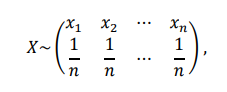 X~(x₁ x₂ ⋯ xₙ
1/n 1/n … 1/n),